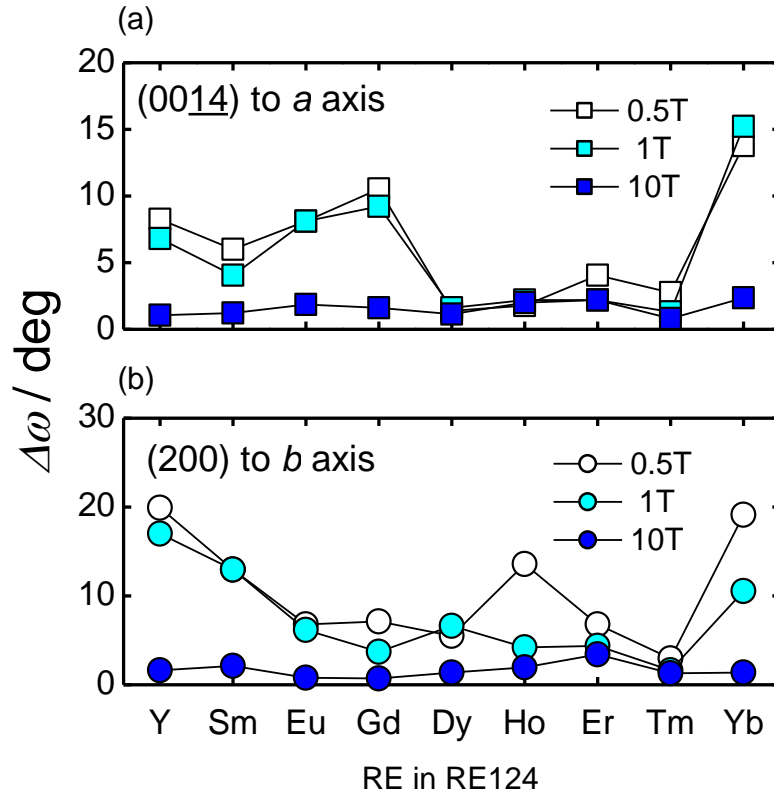 (a)
20
(0014) to a axis
0.5T
1T
10T
15
10
5
0
Δω / deg
(b)
30
(200) to b axis
0.5T
1T
10T
20
10
0
Y Sm Eu Gd Dy Ho Er Tm Yb
RE in RE124